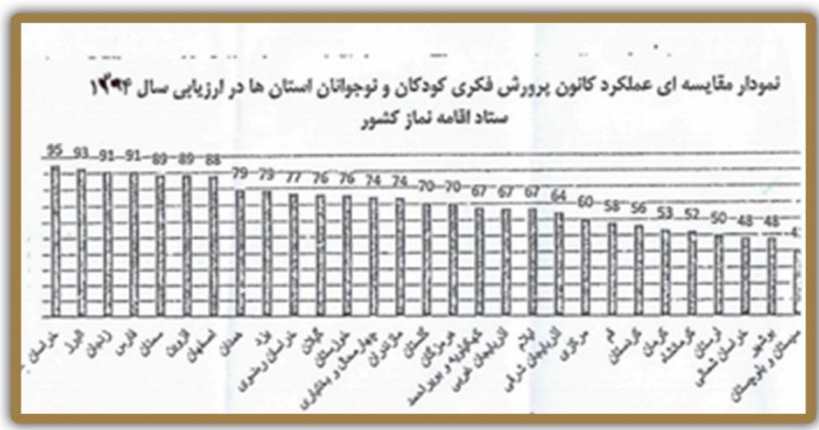 نمودار مقایسه ای عملکرد کانون پرورش فکری کودکان و نوجوانان استان ها در ارزیابی سال ۱۳۹۴
ستاد اقامه نماز کشور
95 93 91 91 89 89 88 79 79 77 76 76 74 74 70 70 67 67 67 64 60 58 56 53 52 50 48 48
خراسان
البرز
زنجان
فارس
سمنان
قزوین
اصفهان
همدان
یزد
خراسان رضوی
گیلان
خوزستان
چهارمحال و بختیاری
مازندران
گلستان
هرمزگان
کهکیلویه و بویراحمد
آذربایجان غربی
ایلام
آذربایجان شرقی
مرکزی
قم
کردستان
کرمان
کرمانشاه
لرستان
خراسان شمالی
بوشهر
سیستان و بلوچستان